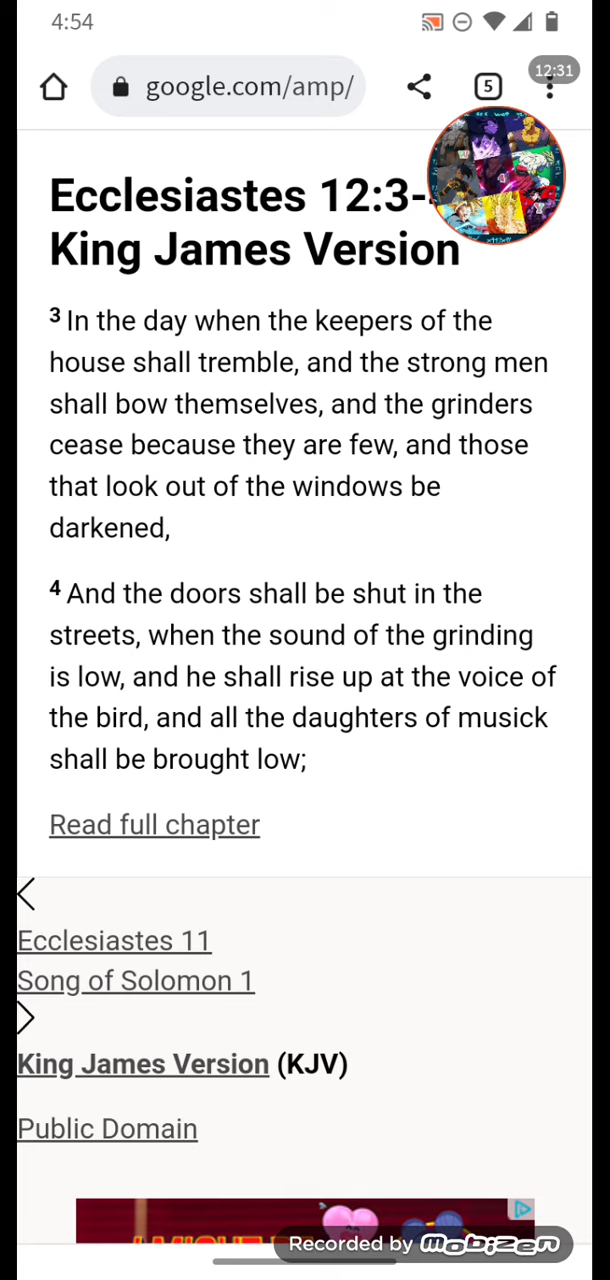 4:54
google.com/amp/
5
12:31
Ecclesiastes 12:3-
King James Version
3 In the day when the keepers of the
house shall tremble, and the strong men
shall bow themselves, and the grinders
cease because they are few, and those
that look out of the windows be
darkened,
4 And the doors shall be shut in the
streets, when the sound of the grinding
is low, and he shall rise up at the voice of
the bird, and all the daughters of musick
shall be brought low;
Read full chapter
Ecclesiastes 11
Song of Solomon 1
King James Version (KJV)
Public Domain
Recorded by mobizen